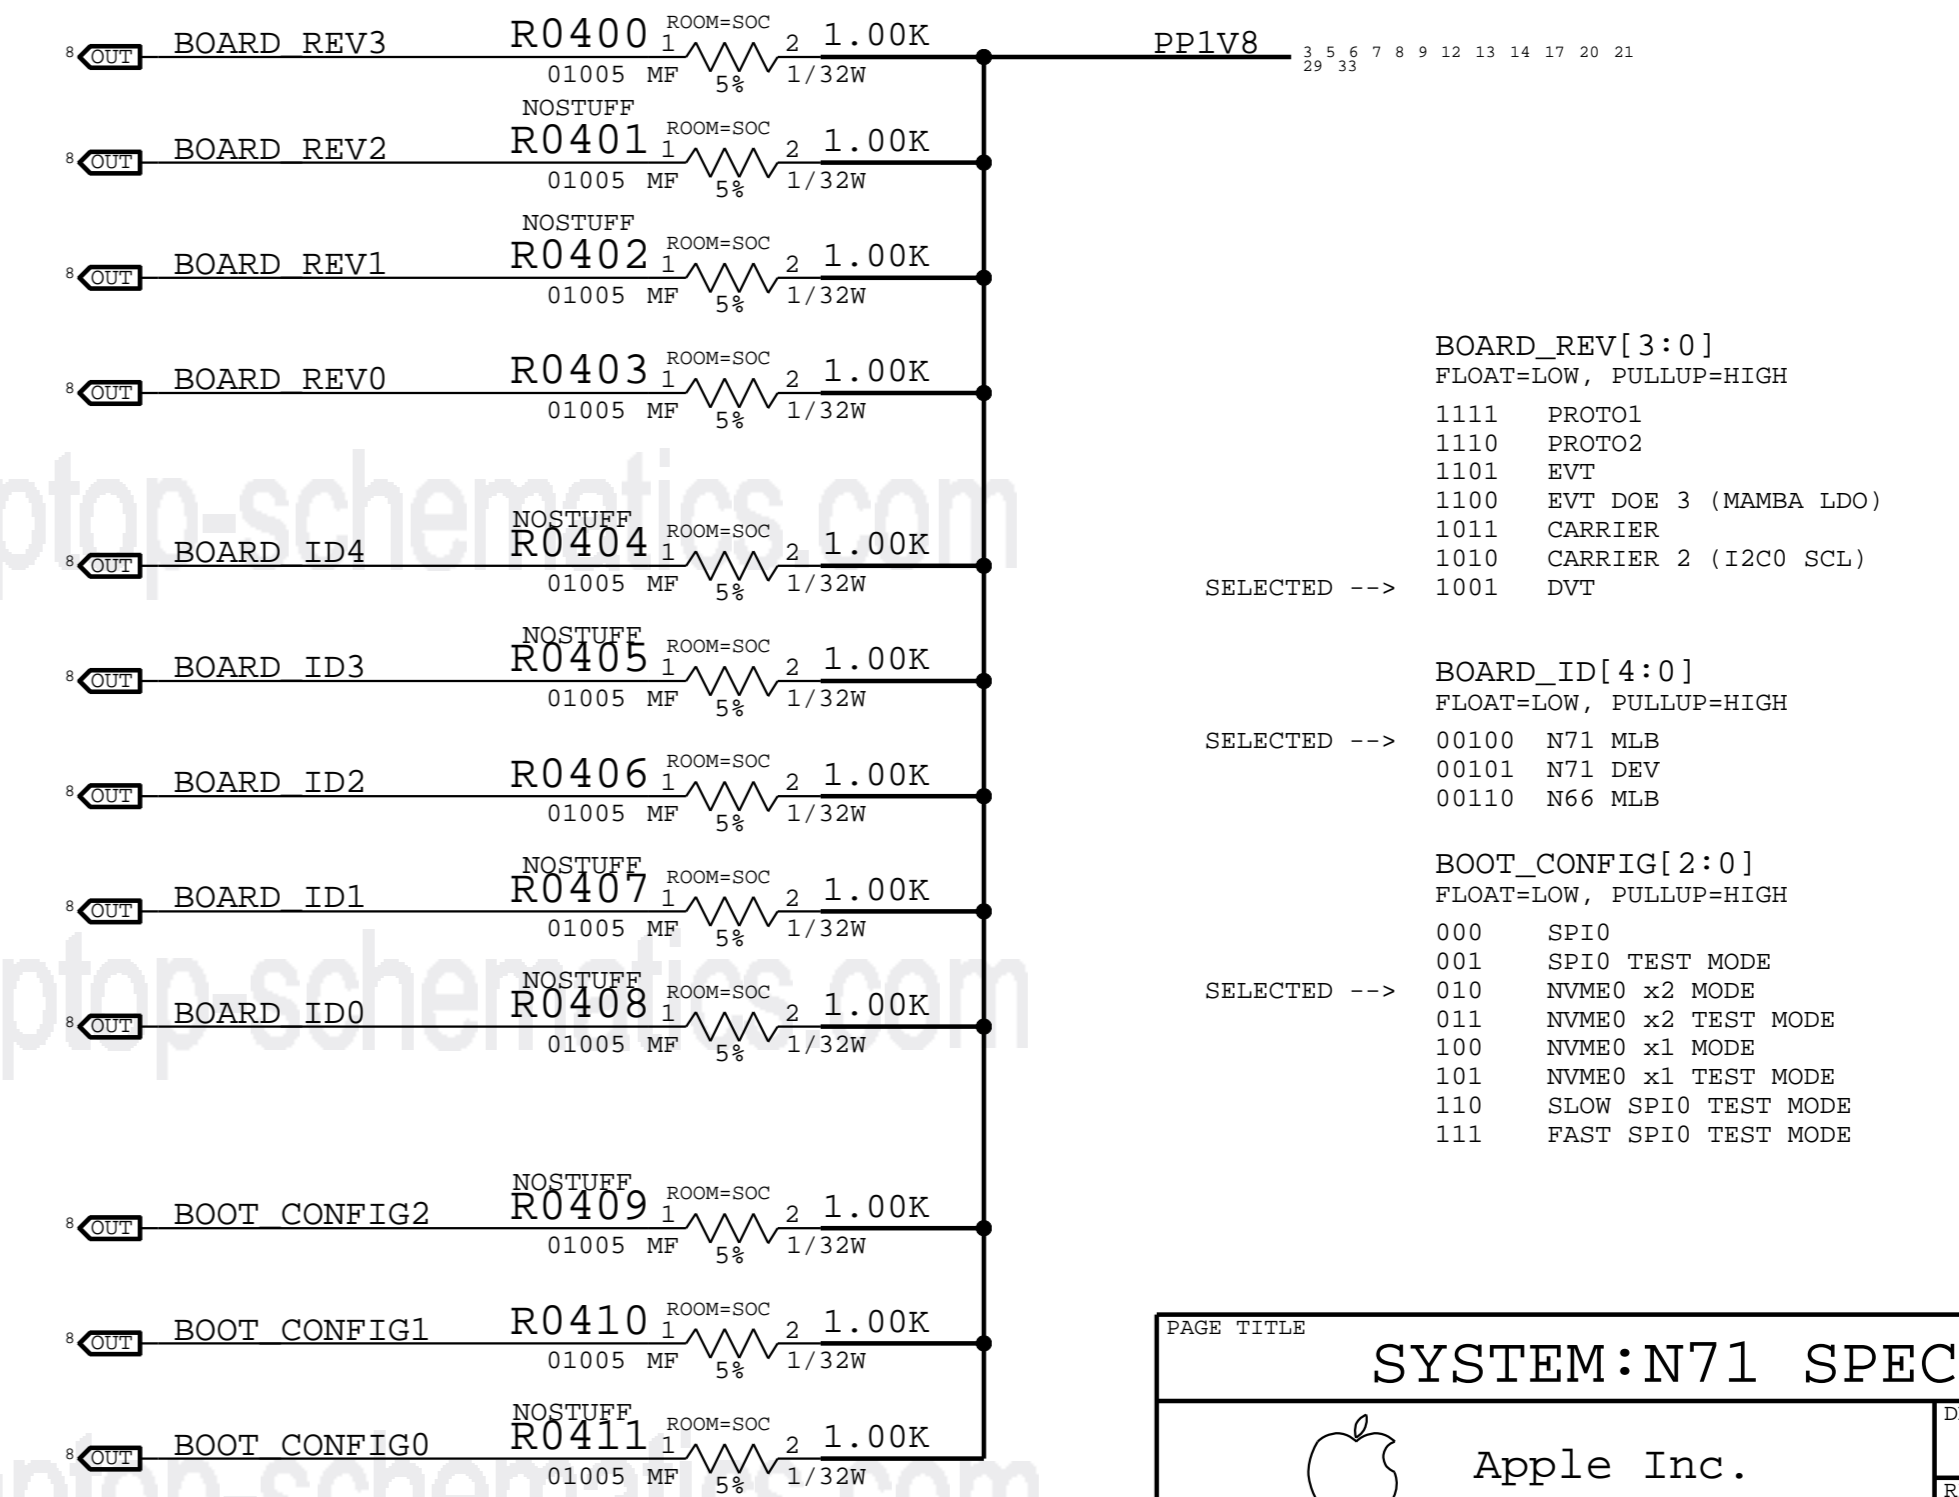 8 OUT BOARD_REV3 R0400 1 ROOM=SOC 2 1.00K PP1V8 3 5 6 7 8 9 12 13 14 17 20 21
01005 MF 5% 1/32W 29 33
NOSTUFF
8 OUT BOARD_REV2 R0401 1 ROOM=SOC 2 1.00K
01005 MF 5% 1/32W
NOSTUFF
8 OUT BOARD_REV1 R0402 1 ROOM=SOC 2 1.00K
01005 MF 5% 1/32W
8 OUT BOARD_REV0 R0403 1 ROOM=SOC 2 1.00K
01005 MF 5% 1/32W
NOSTUFF
8 OUT BOARD_ID4 R0404 1 ROOM=SOC 2 1.00K
01005 MF 5% 1/32W
NOSTUFF
8 OUT BOARD_ID3 R0405 1 ROOM=SOC 2 1.00K
01005 MF 5% 1/32W
8 OUT BOARD_ID2 R0406 1 ROOM=SOC 2 1.00K
01005 MF 5% 1/32W
NOSTUFF
8 OUT BOARD_ID1 R0407 1 ROOM=SOC 2 1.00K
01005 MF 5% 1/32W
NOSTUFF
8 OUT BOARD_ID0 R0408 1 ROOM=SOC 2 1.00K
01005 MF 5% 1/32W
NOSTUFF
8 OUT BOOT_CONFIG2 R0409 1 ROOM=SOC 2 1.00K
01005 MF 5% 1/32W
8 OUT BOOT_CONFIG1 R0410 1 ROOM=SOC 2 1.00K
01005 MF 5% 1/32W
NOSTUFF
8 OUT BOOT_CONFIG0 R0411 1 ROOM=SOC 2 1.00K
01005 MF 5% 1/32W
BOARD_REV[3:0]
FLOAT=LOW, PULLUP=HIGH
1111 PROTO1
1110 PROTO2
1101 EVT
1100 EVT DOE 3 (MAMBA LDO)
1011 CARRIER
1010 CARRIER 2 (I2C0 SCL)
SELECTED --> 1001 DVT
BOARD_ID[4:0]
FLOAT=LOW, PULLUP=HIGH
SELECTED --> 00100 N71 MLB
00101 N71 DEV
00110 N66 MLB
BOOT_CONFIG[2:0]
FLOAT=LOW, PULLUP=HIGH
000 SPI0
001 SPI0 TEST MODE
SELECTED --> 010 NVME0 x2 MODE
011 NVME0 x2 TEST MODE
100 NVME0 x1 MODE
101 NVME0 x1 TEST MODE
110 SLOW SPI0 TEST MODE
111 FAST SPI0 TEST MODE
PAGE TITLE
SYSTEM:N71 SPEC
Apple Inc.
ptop-schematics.com
ptop-schematics.com
ptop-schematics.com